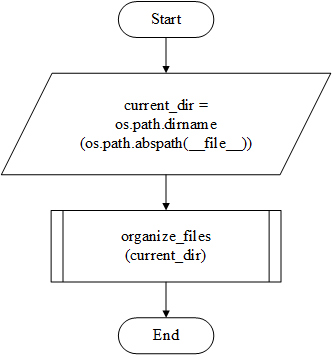 Start
current_dir =
os.path.dirname
(os.path.abspath(__file__))
organize_files
(current_dir)
End